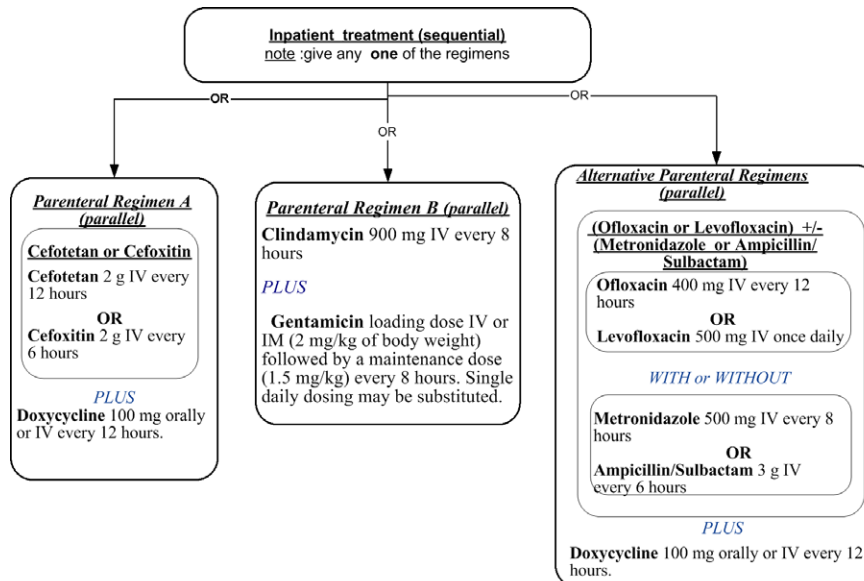 Inpatient treatment (sequential)
note :give any one of the regimens
OR
OR
OR
Parenteral Regimen A
(parallel)
Cefotetan or Cefoxitin
Cefotetan 2 g IV every
12 hours
OR
Cefoxitin 2 g IV every
6 hours
PLUS
Doxycycline 100 mg orally
or IV every 12 hours.
Parenteral Regimen B (parallel)
Clindamycin 900 mg IV every 8
hours
PLUS
Gentamicin loading dose IV or
IM (2 mg/kg of body weight)
followed by a maintenance dose
(1.5 mg/kg) every 8 hours. Single
daily dosing may be substituted.
Alternative Parenteral Regimens
(parallel)
(Ofloxacin or Levofloxacin) +/-
(Metronidazole or Ampicillin/
Sulbactam)
Ofloxacin 400 mg IV every 12
hours
OR
Levofloxacin 500 mg IV once daily
WITH or WITHOUT
Metronidazole 500 mg IV every 8
hours
OR
Ampicillin/Sulbactam 3 g IV
every 6 hours
PLUS
Doxycycline 100 mg orally or IV every 12
hours.